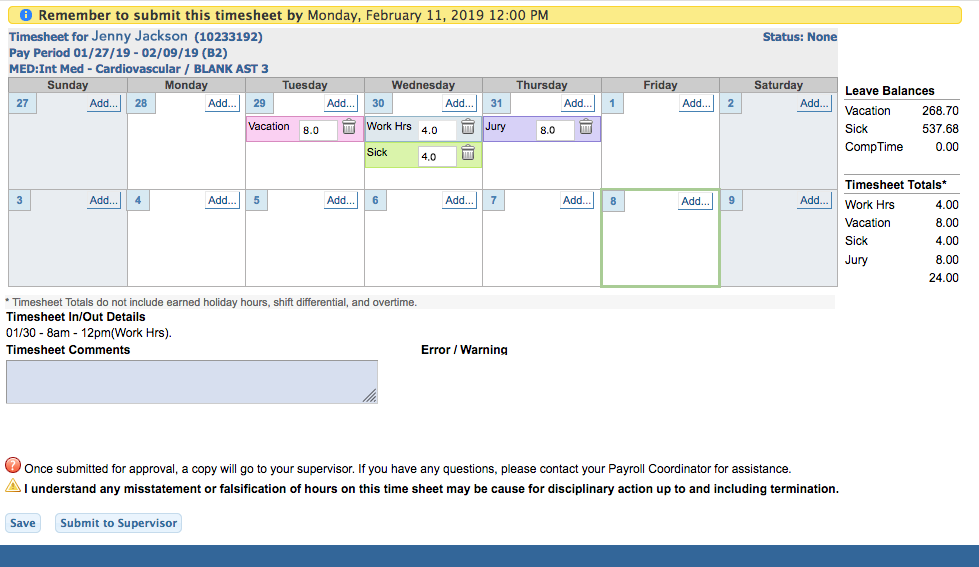 Remember to submit this timesheet by Monday, February 11, 2019 12:00 PM
Timesheet for Jenny Jackson (10233192) Status: None
Pay Period 01/27/19 - 02/09/19 (B2)
MED:Int Med - Cardiovascular / BLANK AST 3
Sunday Monday Tuesday Wednesday Thursday Friday Saturday
27 Add... 28 Add... 29 Add... 30 Add... 31 Add... 1 Add... 2 Add...
Vacation 8.0 Work Hrs 4.0 Jury 8.0
Sick 4.0
3 Add... 4 Add... 5 Add... 6 Add... 7 Add... 8 Add... 9 Add...
Leave Balances
Vacation 268.70
Sick 537.68
CompTime 0.00
Timesheet Totals*
Work Hrs 4.00
Vacation 8.00
Sick 4.00
Jury 8.00
24.00
* Timesheet Totals do not include earned holiday hours, shift differential, and overtime.
Timesheet In/Out Details
01/30 - 8am - 12pm(Work Hrs).
Timesheet Comments Error / Warning
Once submitted for approval, a copy will go to your supervisor. If you have any questions, please contact your Payroll Coordinator for assistance.
I understand any misstatement or falsification of hours on this time sheet may be cause for disciplinary action up to and including termination.
Save Submit to Supervisor